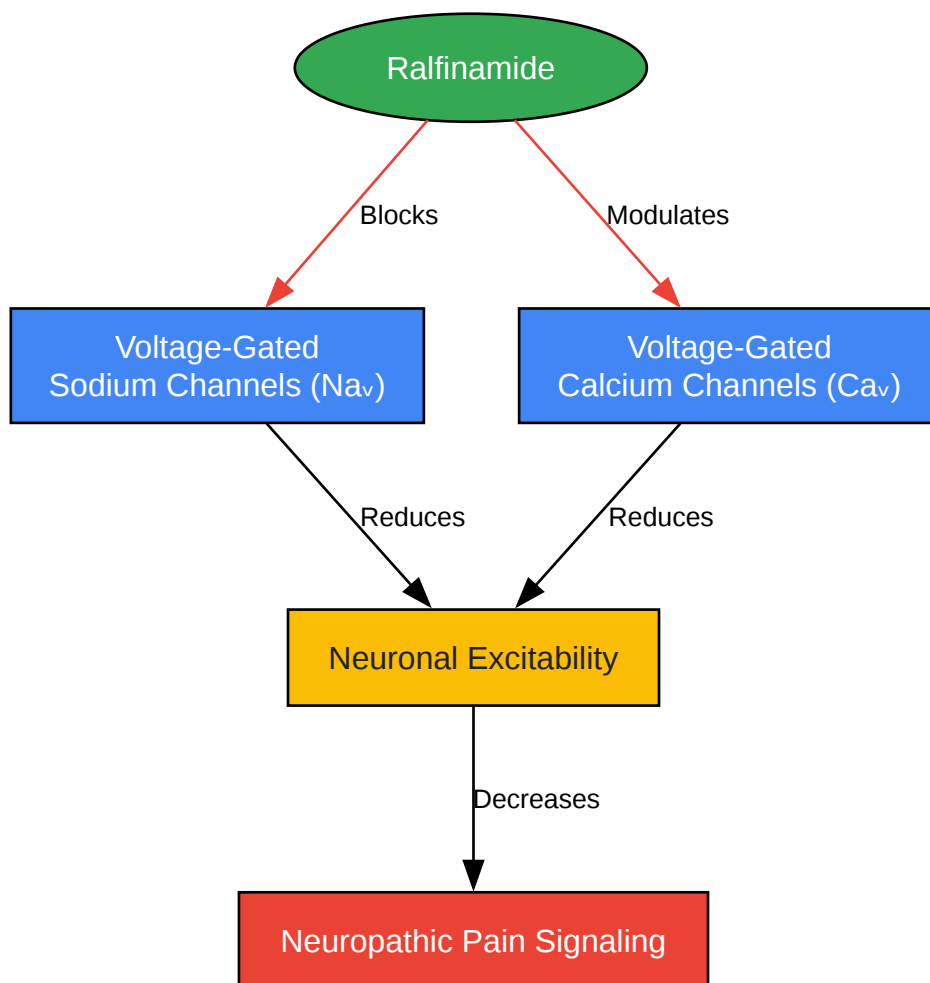 Ralfinamide
Blocks
Modulates
Voltage-Gated
Sodium Channels (Naᵥ)
Voltage-Gated
Calcium Channels (Caᵥ)
Reduces
Reduces
Neuronal Excitability
Decreases
Neuropathic Pain Signaling